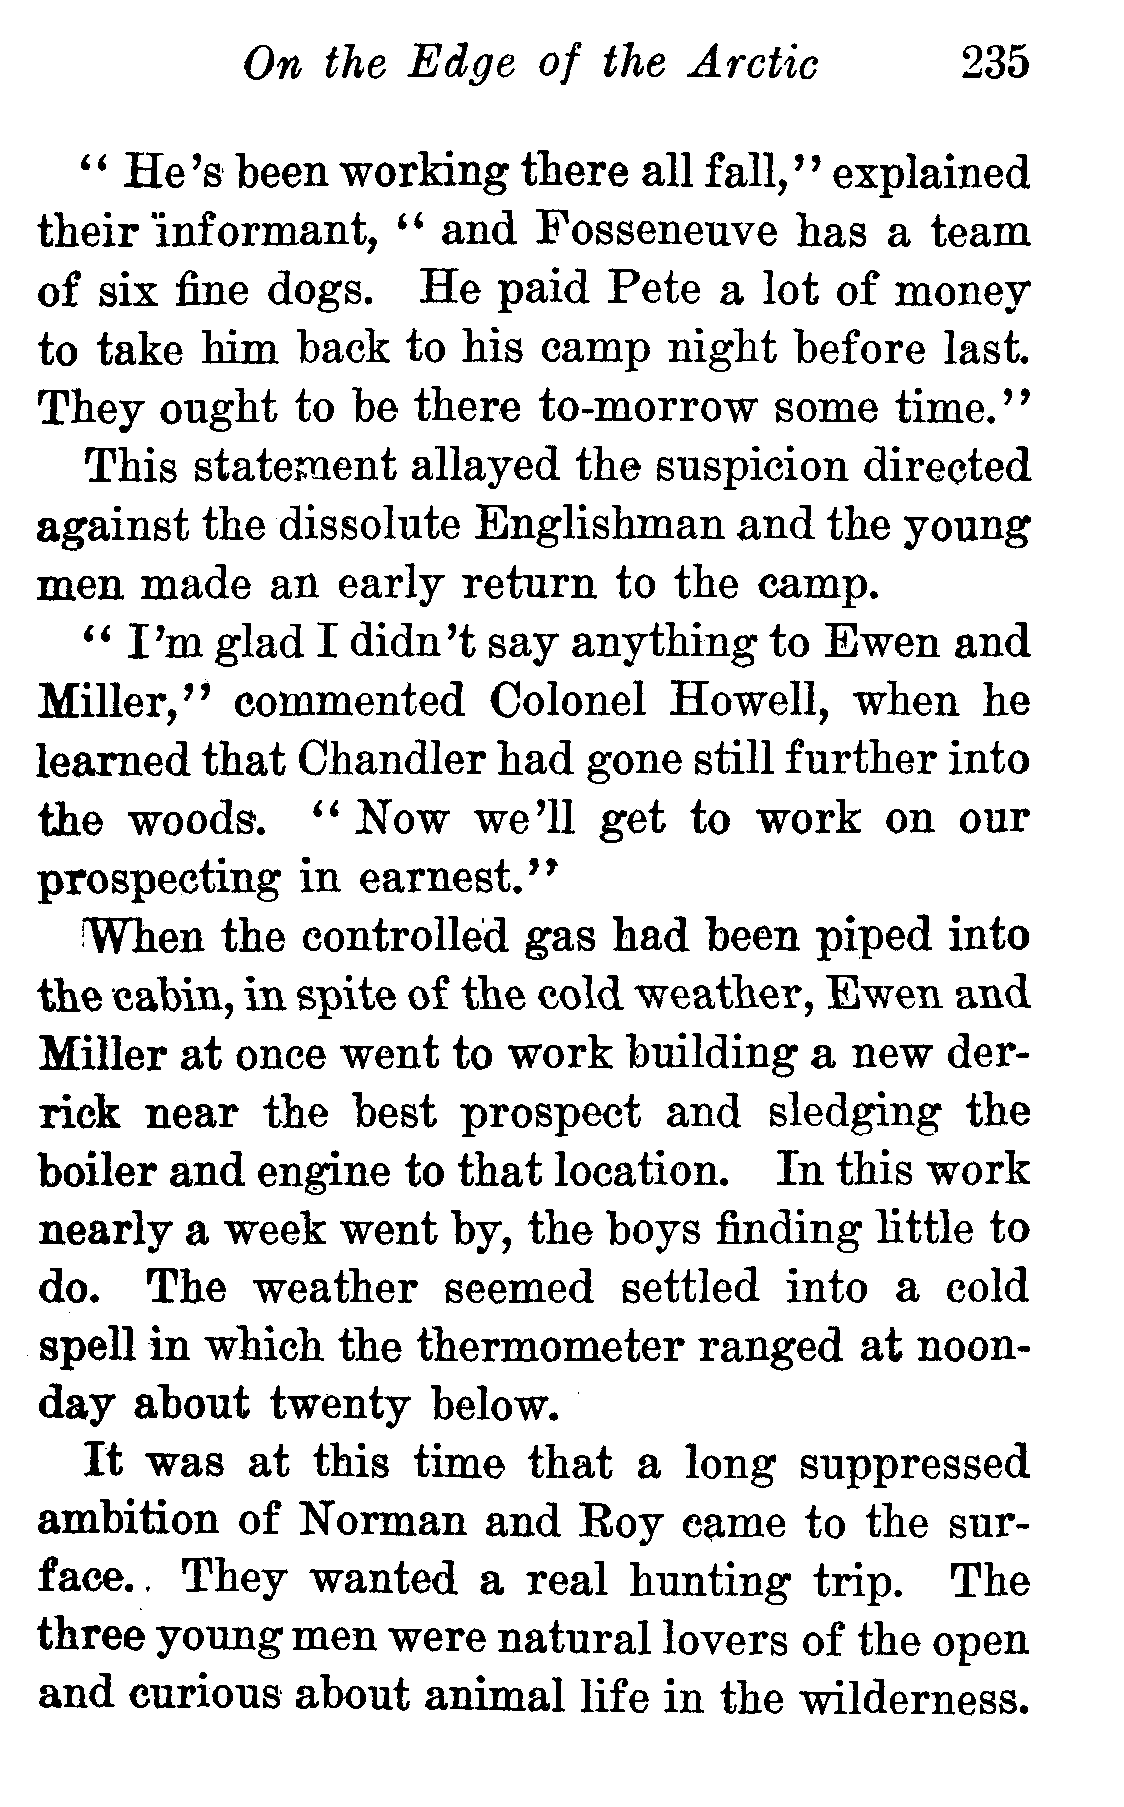 On the Edge of the Arctic 235
“ He’s been working there all fall,” explained
their informant, “ and Fosseneuve has a team
of six fine dogs. He paid Pete a lot of money
to take him back to his camp night before last.
They ought to be there to-morrow some time.”
This statement allayed the suspicion directed
against the dissolute Englishman and the young
men made an early return to the camp.
“ I’m glad I didn’t say anything to Ewen and
Miller,” commented Colonel Howell, when he
learned that Chandler had gone still further into
the woods. “ Now we’ll get to work on our
prospecting in earnest.”
When the controlled gas had been piped into
the cabin, in spite of the cold weather, Ewen and
Miller at once went to work building a new der-
rick near the best prospect and sledging the
boiler and engine to that location. In this work
nearly a week went by, the boys finding little to
do. The weather seemed settled into a cold
spell in which the thermometer ranged at noon-
day about twenty below.
It was at this time that a long suppressed
ambition of Norman and Roy came to the sur-
face. They wanted a real hunting trip. The
three young men were natural lovers of the open
and curious about animal life in the wilderness.